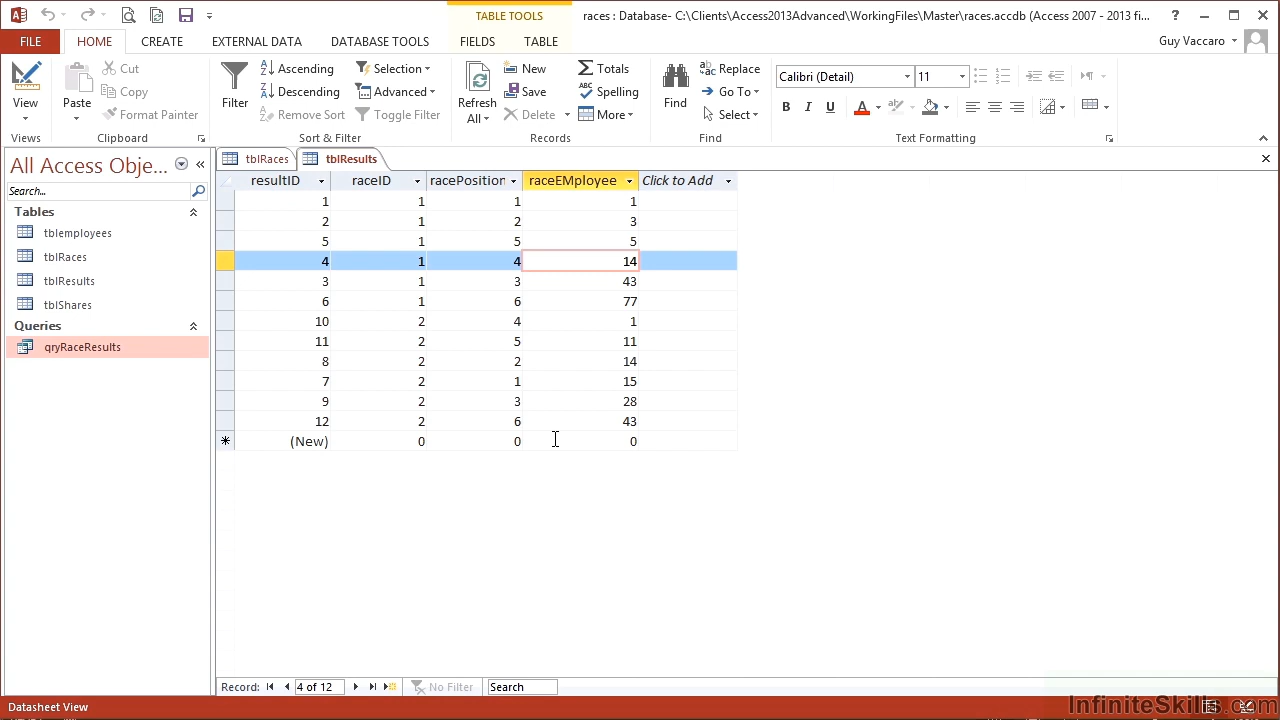 TABLE TOOLS
races : Database- C:\Clients\Access2013Advanced\WorkingFiles\Master\races.accdb (Access 2007 - 2013 fi...
FILE HOME CREATE EXTERNAL DATA DATABASE TOOLS FIELDS TABLE Guy Vaccaro
View
Views
Paste
Cut
Copy
Format Painter
Clipboard
Filter
Ascending
Descending
Remove Sort
Selection
Advanced
Toggle Filter
Sort & Filter
Refresh
All
New
Save
Delete
Totals
Spelling
More
Records
Find
Replace
Go To
Select
Find
Calibri (Detail) 11
B I U
Text Formatting
All Access Obje...
Search...
Tables
tblemployees
tblRaces
tblResults
tblShares
Queries
qryRaceResults
tblRaces tblResults
resultID raceID racePosition raceEMployee Click to Add
1 1 1 1
2 1 2 3
5 1 5 5
4 1 4 14
3 1 3 43
6 1 6 77
10 2 4 1
11 2 5 11
8 2 2 14
7 2 1 15
9 2 3 28
12 2 6 43
(New) 0 0 0
Record: 4 of 12 No Filter Search
Datasheet View
InfiniteSkills.com